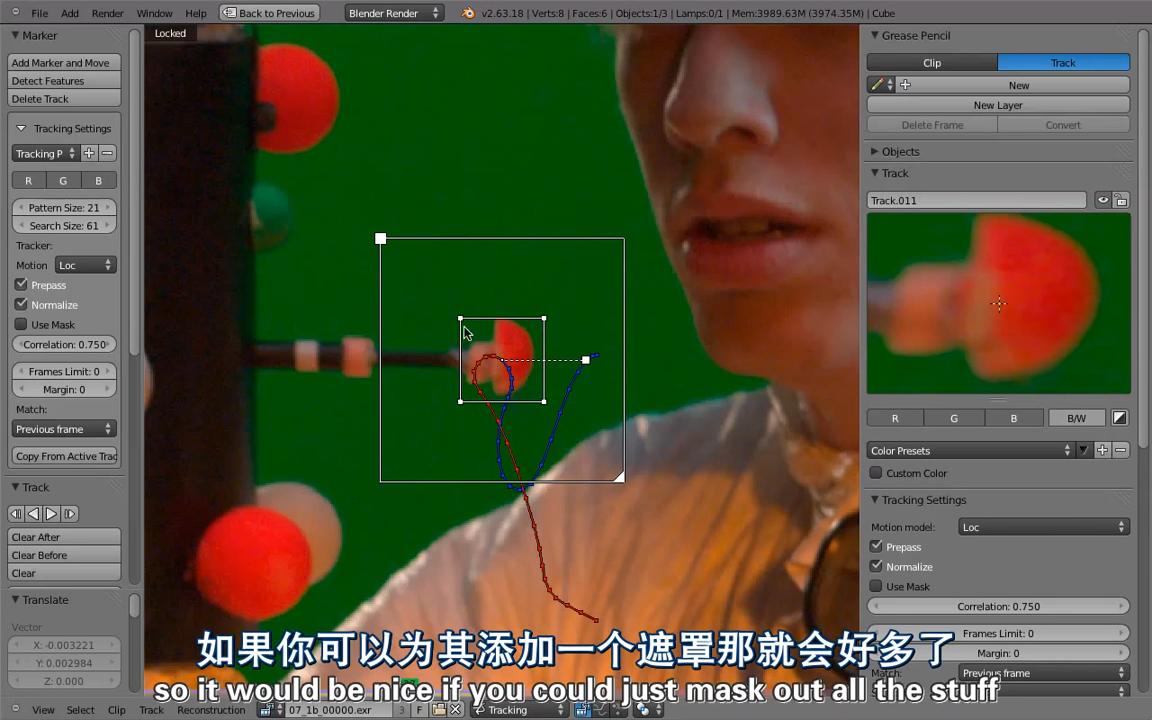 File Add Render Window Help Back to Previous Blender Render v2.63.18 | Verts:8 | Faces:6 | Objects:1/3 | Lamps:0/1 | Mem:3989.63M (3974.35M) | Cube
Marker
Add Marker and Move
Detect Features
Delete Track
Tracking Settings
Tracking P
R G B
Pattern Size: 21
Search Size: 61
Tracker:
Motion Loc
Prepass
Normalize
Use Mask
Correlation: 0.750
Frames Limit: 0
Margin: 0
Match:
Previous frame
Copy From Active Trac
Track
Clear After
Clear Before
Clear
Translate
Vector
X: -0.003221
Y: 0.002984
Z: 0.000
Locked
Grease Pencil
Clip Track
New
New Layer
Delete Frame Convert
Objects
Track
Track.011
R G B B/W
Color Presets
Custom Color
Tracking Settings
Motion model: Loc
Prepass
Normalize
Use Mask
Correlation: 0.750
Frames Limit: 0
Margin: 0
Match: Previous frame
如果你可以为其添加一个遮罩那就会好多了
so it would be nice if you could just mask out all the stuff
View Select Clip Track Reconstruction 07_1b_00000.exr 3 F Tracking